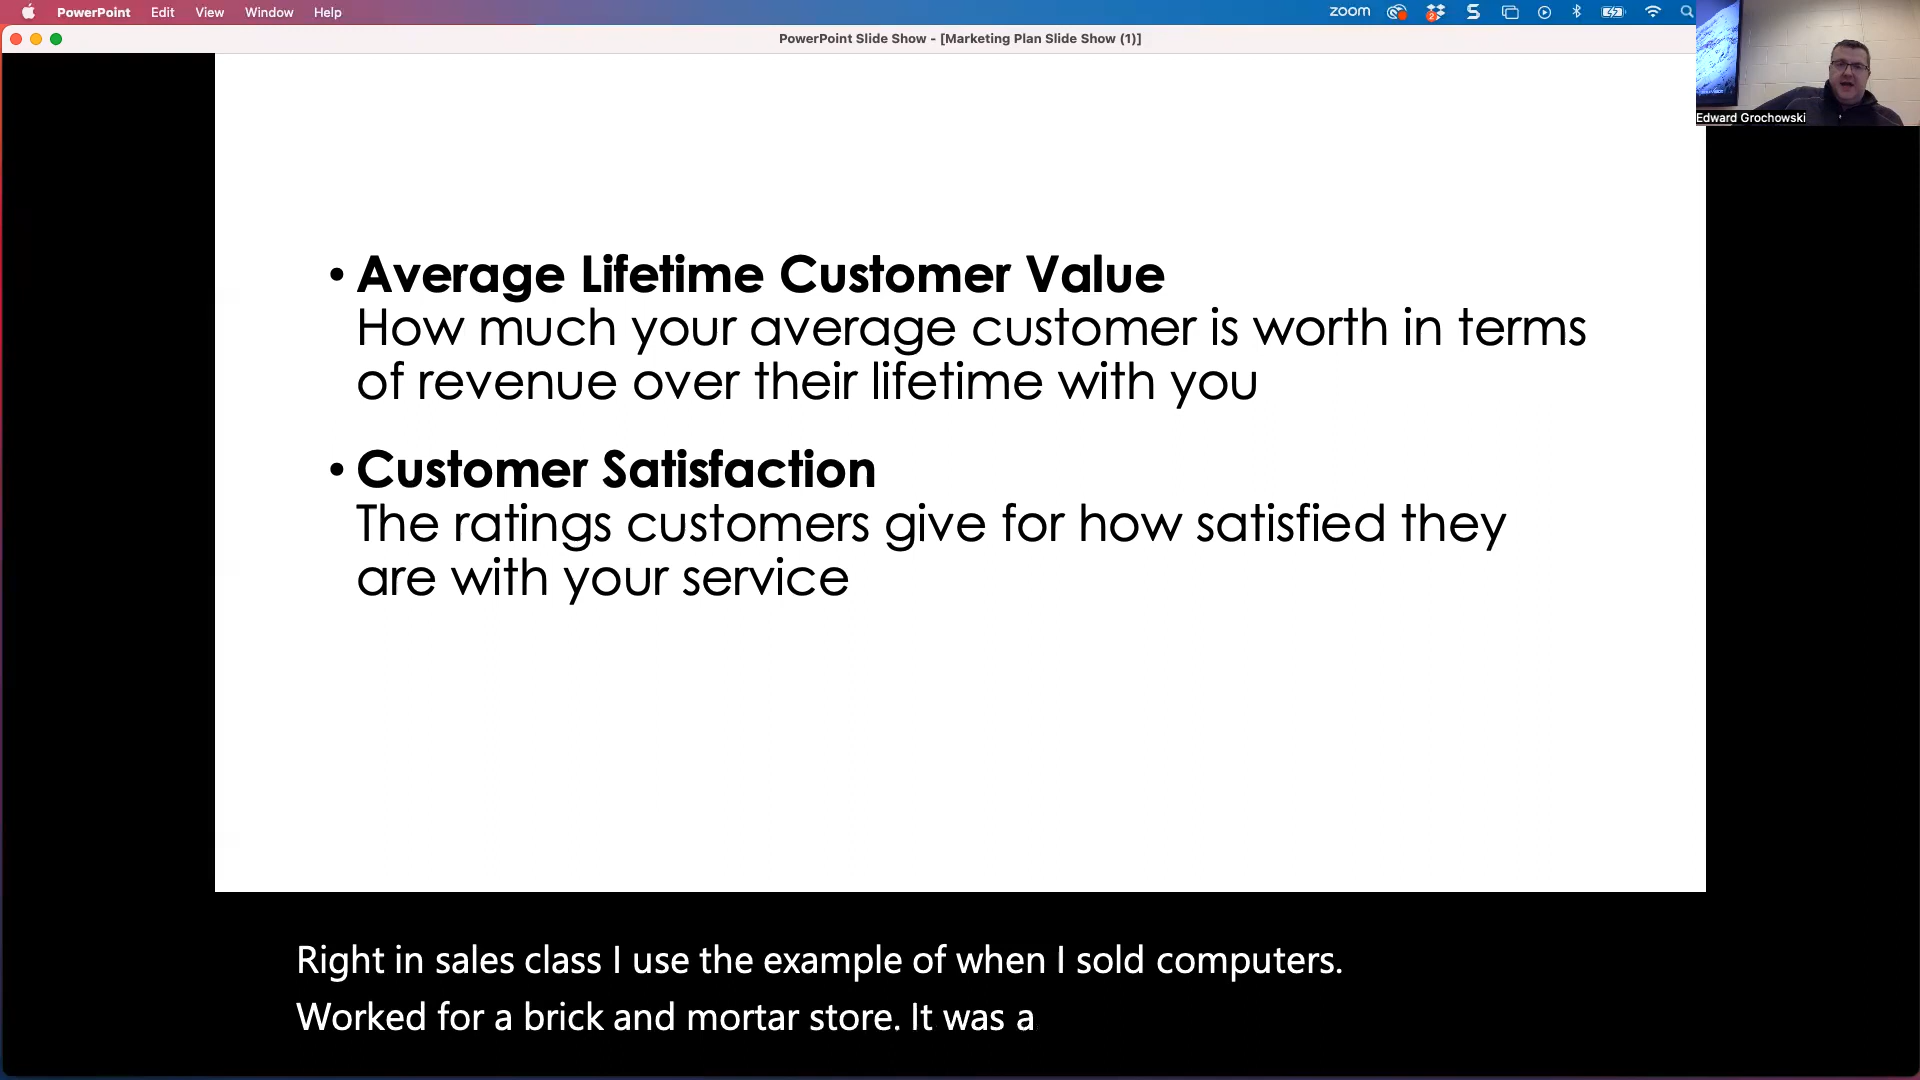 PowerPoint Edit View Window Help
zoom
2
PowerPoint Slide Show - [Marketing Plan Slide Show (1)]
Edward Grochowski
• Average Lifetime Customer Value
How much your average customer is worth in terms
of revenue over their lifetime with you
• Customer Satisfaction
The ratings customers give for how satisfied they
are with your service
Right in sales class I use the example of when I sold computers.
Worked for a brick and mortar store. It was a